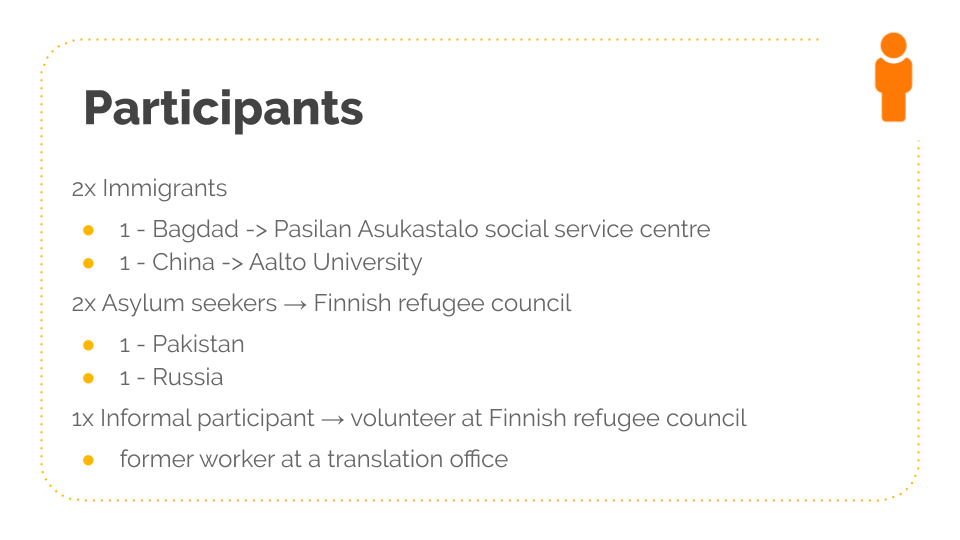 Participants
2x Immigrants
1 - Bagdad -> Pasilan Asukastalo social service centre
1 - China -> Aalto University
2x Asylum seekers → Finnish refugee council
1 - Pakistan
1 - Russia
1x Informal participant → volunteer at Finnish refugee council
former worker at a translation office